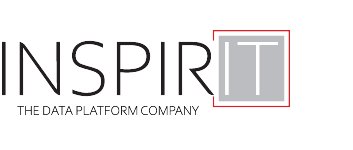 INSPIRIT
THE DATA PLATFORM COMPANY